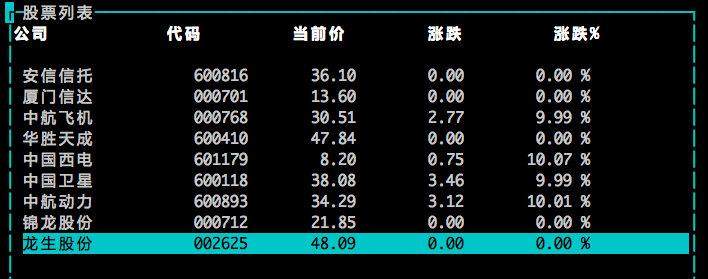 股票列表
公司 代码 当前价 涨跌 涨跌%
安信信托 600816 36.10 0.00 0.00 %
厦门信达 000701 13.60 0.00 0.00 %
中航飞机 000768 30.51 2.77 9.99 %
华胜天成 600410 47.84 0.00 0.00 %
中国西电 601179 8.20 0.75 10.07 %
中国卫星 600118 38.08 3.46 9.99 %
中航动力 600893 34.29 3.12 10.01 %
锦龙股份 000712 21.85 0.00 0.00 %
龙生股份 002625 48.09 0.00 0.00 %